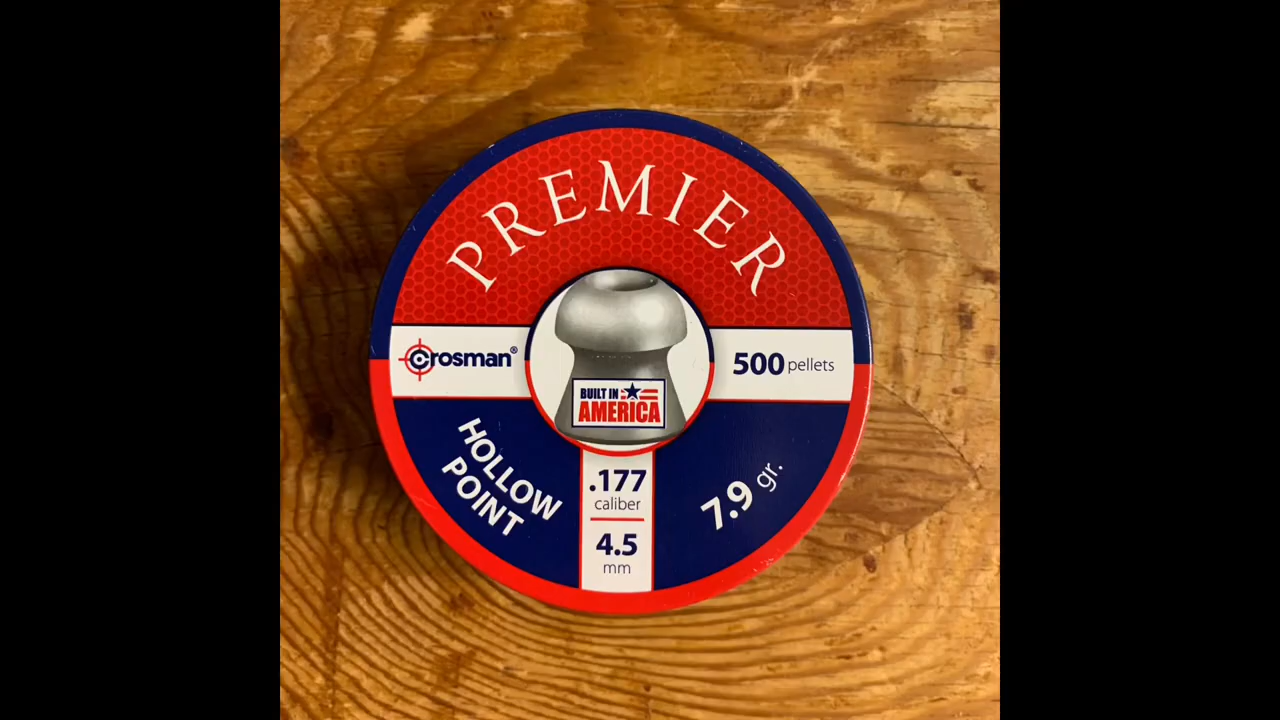 PREMIER
crosman®
500 pellets
BUILT IN
AMERICA
HOLLOW
POINT
.177
caliber
4.5
mm
7.9 gr.